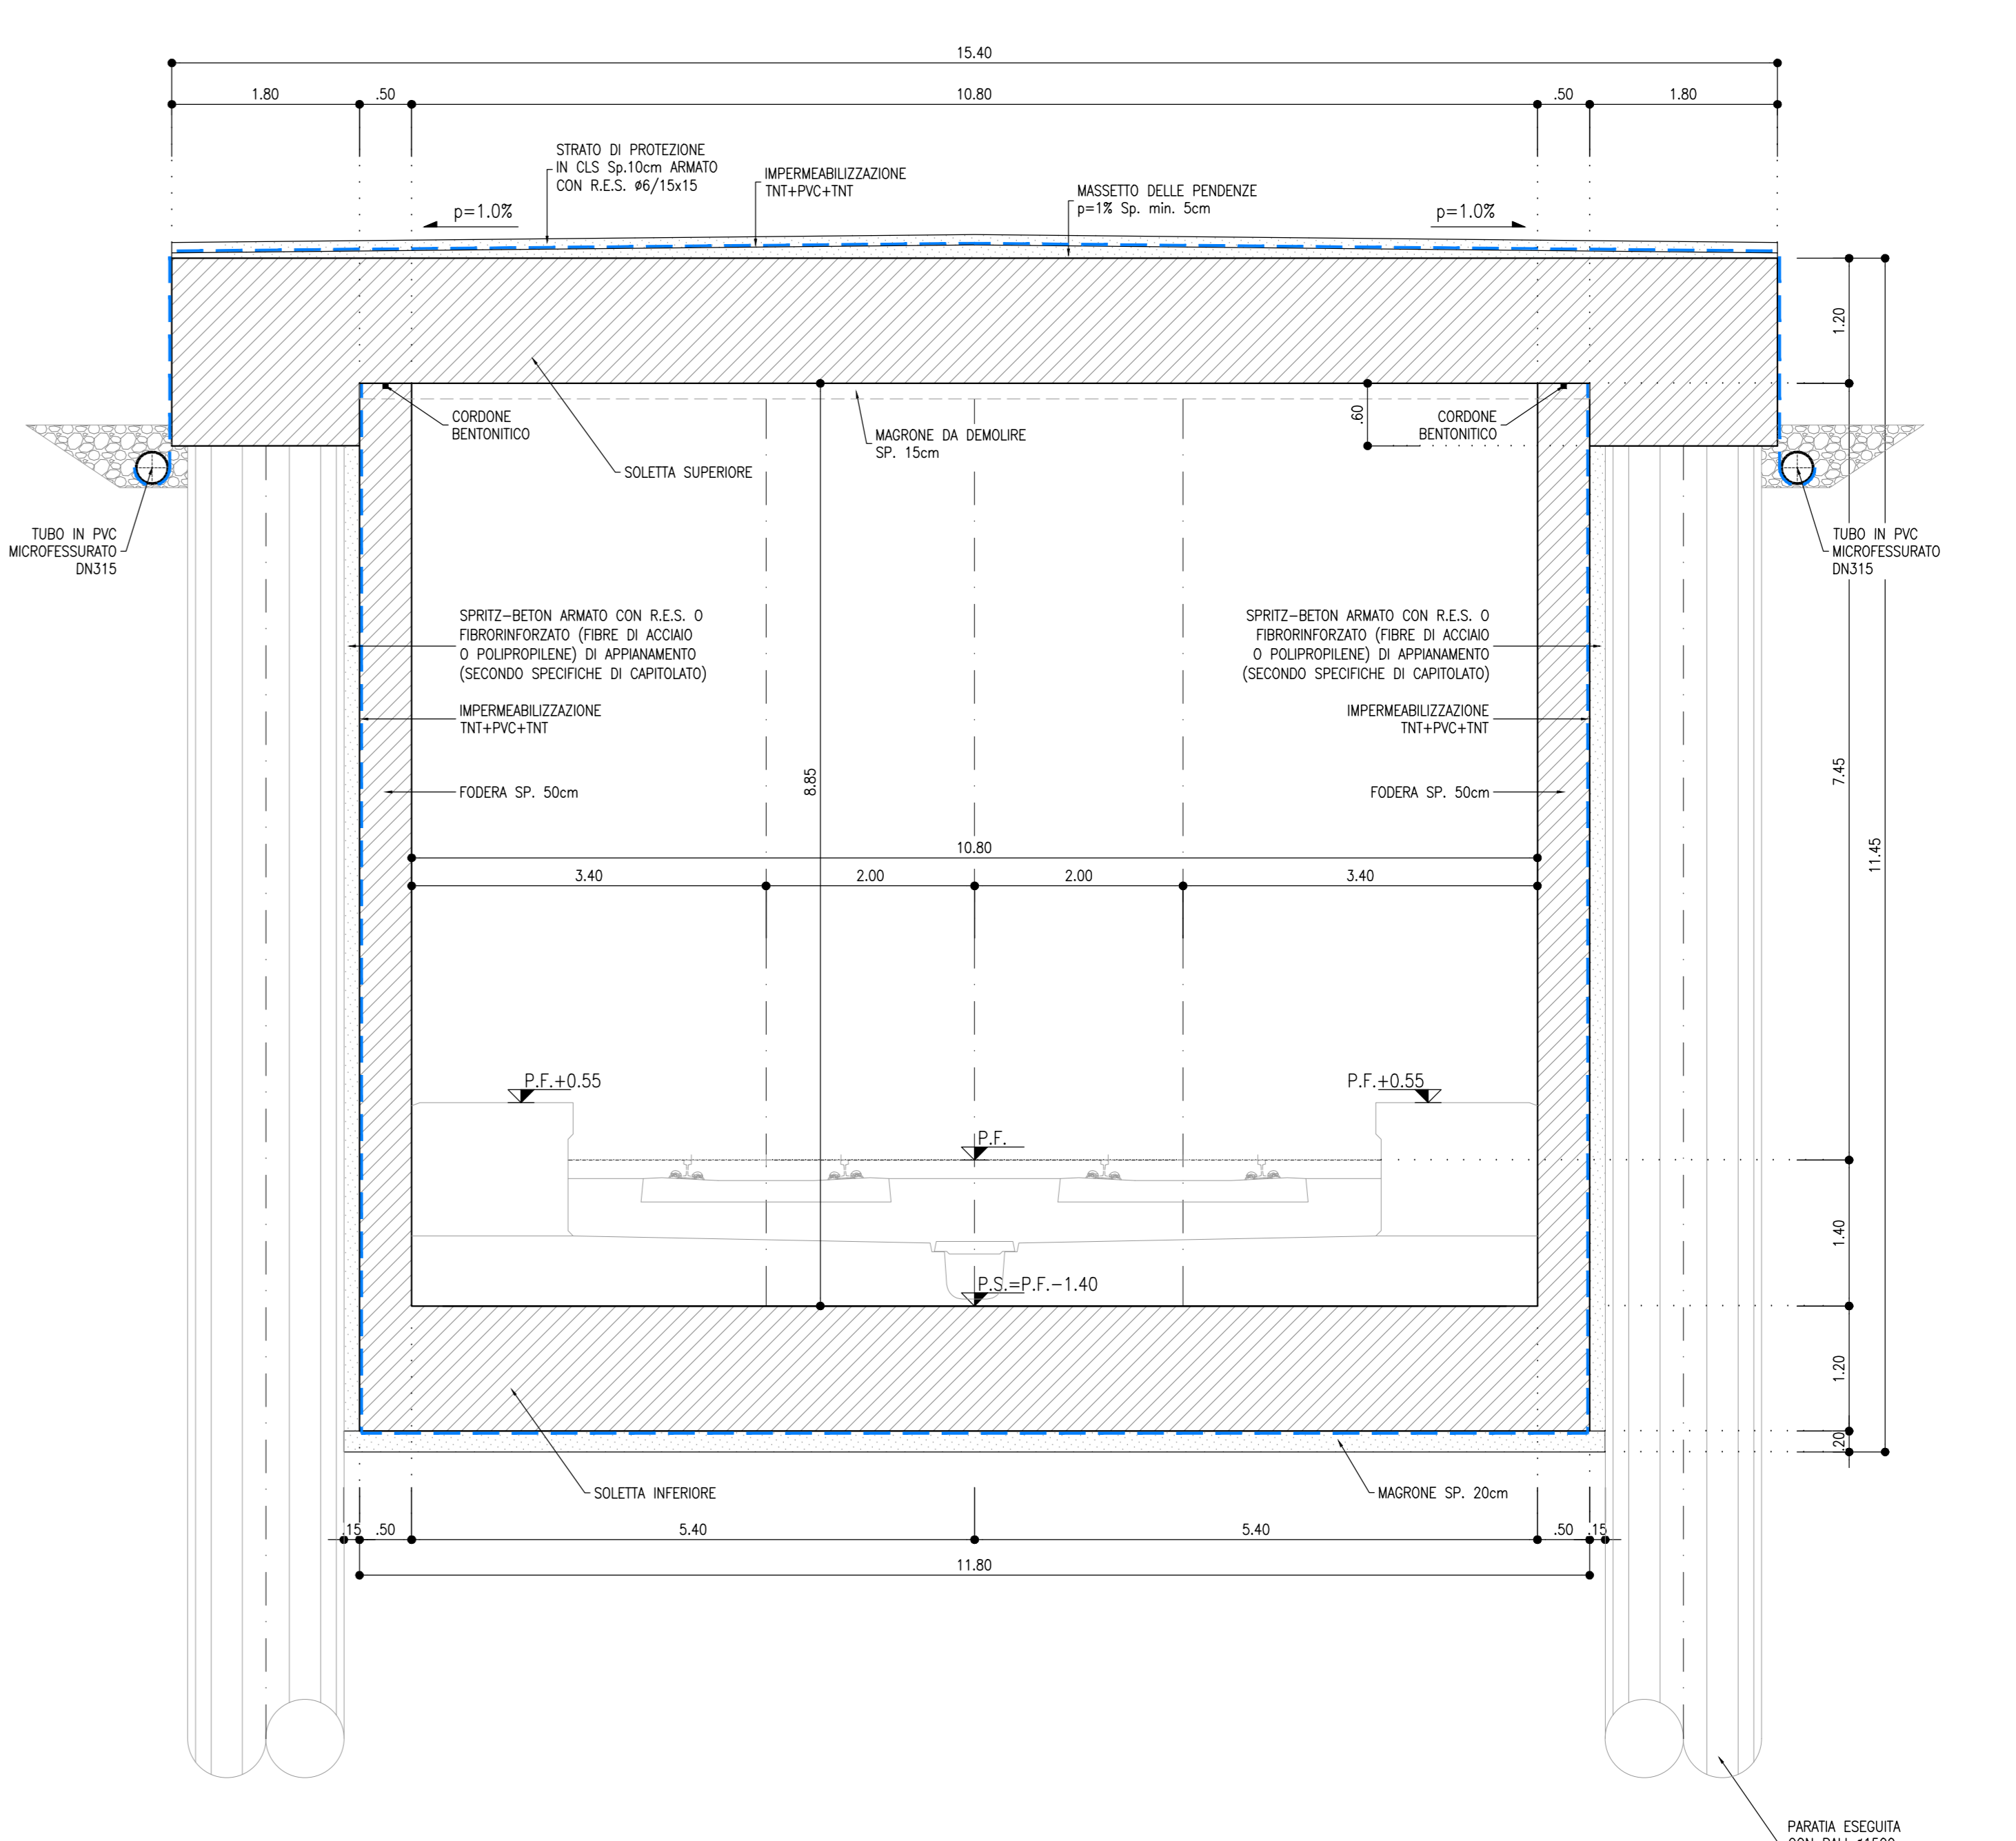 15.40
1.80 .50 10.80 .50 1.80
STRATO DI PROTEZIONE
IN CLS Sp.10cm ARMATO
CON R.E.S. ø6/15x15
IMPERMEABILIZZAZIONE
TNT+PVC+TNT
MASSETTO DELLE PENDENZE
p=1% Sp. min. 5cm
p=1.0%
p=1.0%
1.20
CORDONE
BENTONITICO
.60
CORDONE
BENTONITICO
MAGRONE DA DEMOLIRE
SP. 15cm
SOLETTA SUPERIORE
TUBO IN PVC
MICROFESSURATO
DN315
TUBO IN PVC
MICROFESSURATO
DN315
SPRITZ-BETON ARMATO CON R.E.S. O
FIBRORINFORZATO (FIBRE DI ACCIAIO
O POLIPROPILENE) DI APPIANAMENTO
(SECONDO SPECIFICHE DI CAPITOLATO)
SPRITZ-BETON ARMATO CON R.E.S. O
FIBRORINFORZATO (FIBRE DI ACCIAIO
O POLIPROPILENE) DI APPIANAMENTO
(SECONDO SPECIFICHE DI CAPITOLATO)
IMPERMEABILIZZAZIONE
TNT+PVC+TNT
IMPERMEABILIZZAZIONE
TNT+PVC+TNT
FODERA SP. 50cm
8.85
FODERA SP. 50cm
7.45
11.45
10.80
3.40 2.00 2.00 3.40
P.F.+0.55
P.F.+0.55
P.F.
1.40
P.S.=P.F.-1.40
1.20
.20
SOLETTA INFERIORE
MAGRONE SP. 20cm
.15 .50 5.40 5.40 .50 .15
11.80
PARATIA ESEGUITA
CON PALI ø1500